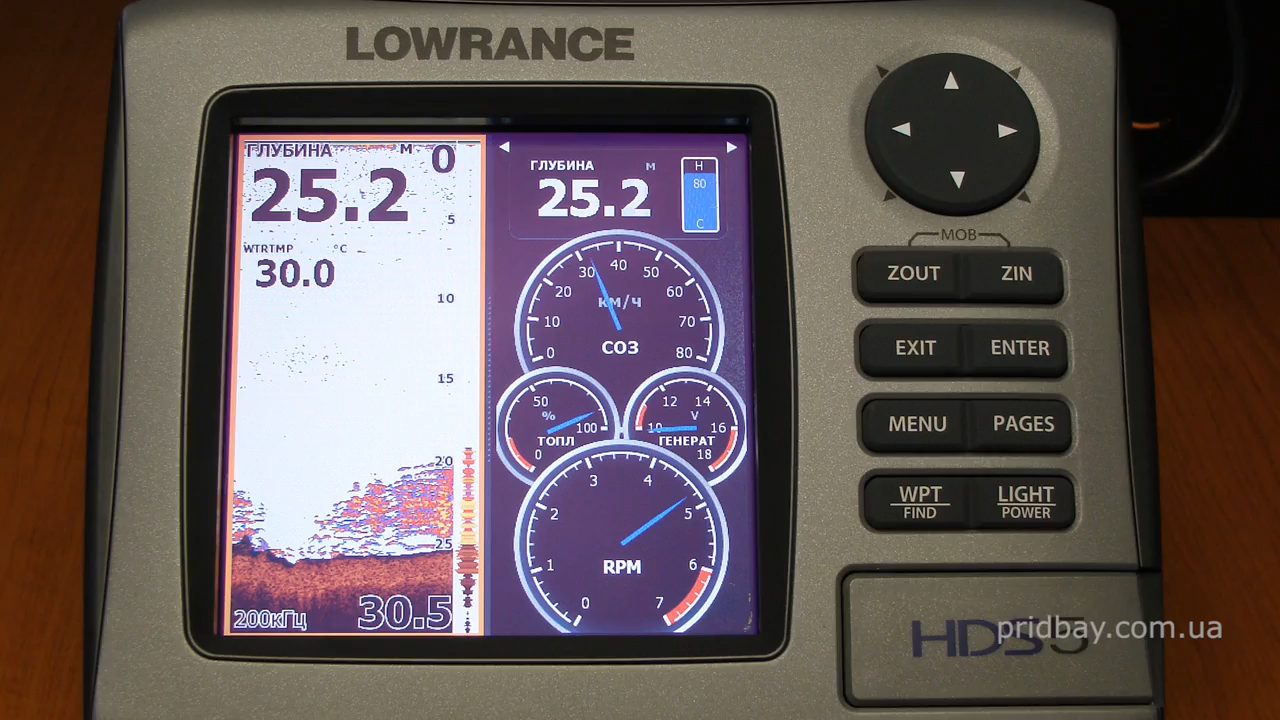 LOWRANCE
ГЛУБИНА М 0
25.2
5
WTRTMP °C
30.0
10
15
20
25
200кГц 30.5
ГЛУБИНА м
25.2
H
80
C
0 10 20 30 40 50 60 70 80
км/ч
СОЗ
0 50 100
%
ТОПЛ
10 12 14 16 18
V
ГЕНЕРАТ
0 1 2 3 4 5 6 7
RPM
MOB
ZOUT ZIN
EXIT ENTER
MENU PAGES
WPT LIGHT
FIND POWER
HDS 5
pridbay.com.ua